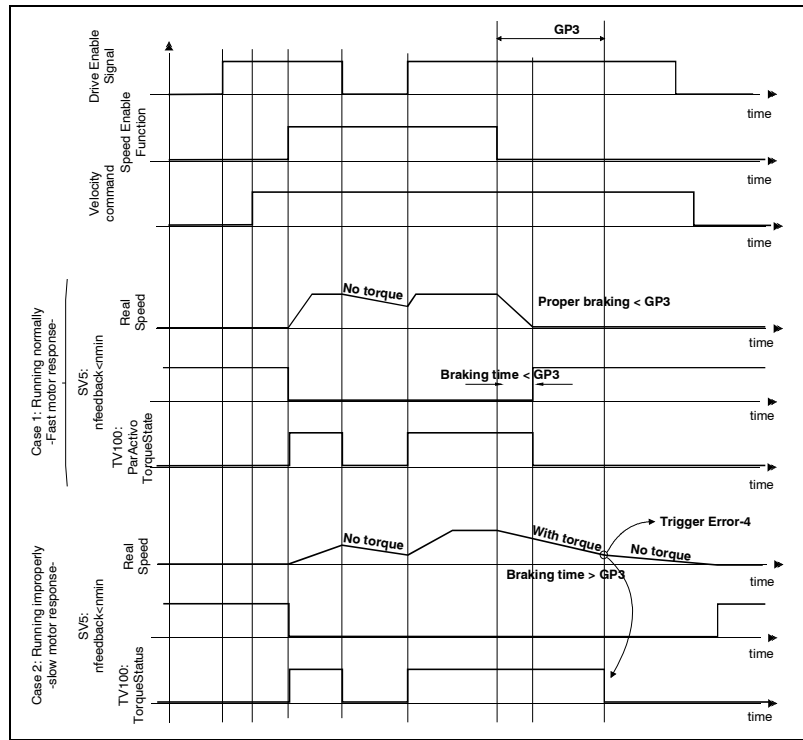 GP3
Drive Enable
Signal
time
Speed Enable
Function
time
Velocity
command
time
Case 1: Running normally
-Fast motor response-
Real
Speed
No torque
Proper braking < GP3
time
SV5:
nfeedback<nmin
Braking time < GP3
time
TV100:
ParActivo
TorqueState
time
Case 2: Running improperly
-slow motor response-
Real
Speed
No torque
With torque
Trigger Error-4
No torque
Braking time > GP3
time
SV5:
nfeedback<nmin
time
TV100:
TorqueStatus
time